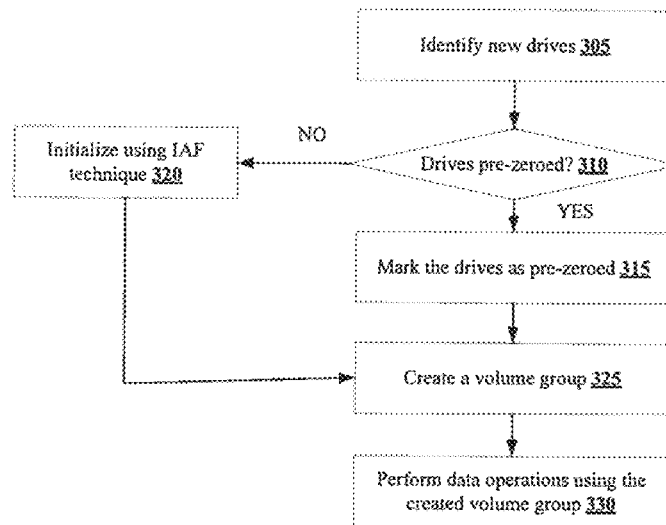 Identify new drives 305
NO
Initialize using IAF
technique 320
Drives pre-zeroed? 310
YES
Mark the drives as pre-zeroed 315
Create a volume group 325
Perform data operations using the
created volume group 330